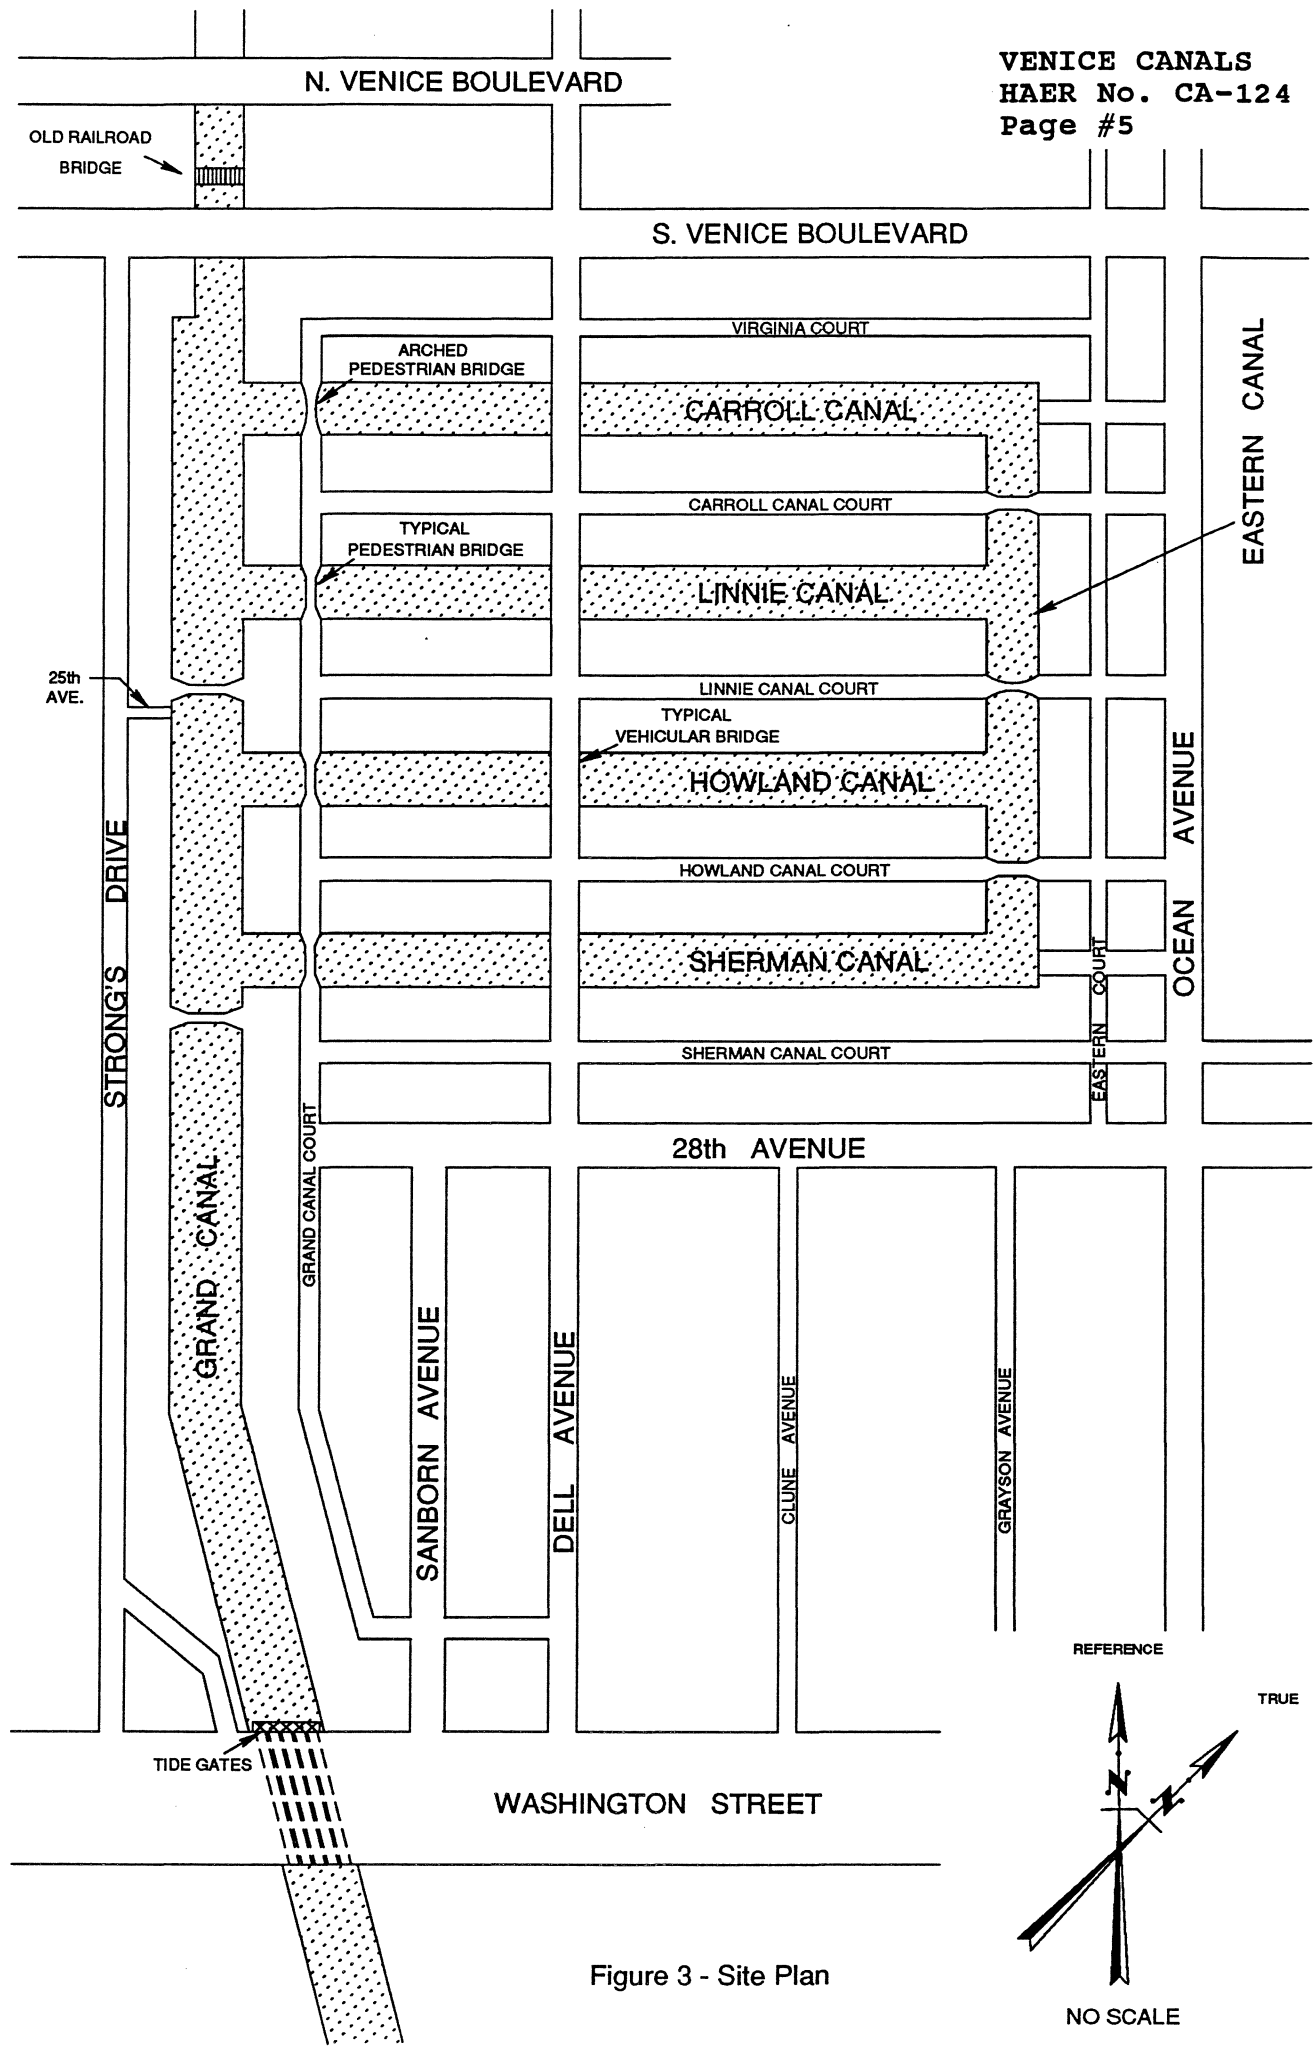 VENICE CANALS
HAER No. CA-124
Page #5
N. VENICE BOULEVARD
OLD RAILROAD
BRIDGE
S. VENICE BOULEVARD
VIRGINIA COURT
ARCHED
PEDESTRIAN BRIDGE
CARROLL CANAL
EASTERN CANAL
CARROLL CANAL COURT
TYPICAL
PEDESTRIAN BRIDGE
LINNIE CANAL
25th
AVE.
LINNIE CANAL COURT
TYPICAL
VEHICULAR BRIDGE
HOWLAND CANAL
OCEAN AVENUE
STRONG'S DRIVE
HOWLAND CANAL COURT
SHERMAN CANAL
EASTERN COURT
SHERMAN CANAL COURT
28th AVENUE
GRAND CANAL
GRAND CANAL COURT
SANBORN AVENUE
DELL AVENUE
CLUNE AVENUE
GRAYSON AVENUE
REFERENCE
TRUE
N
N
TIDE GATES
WASHINGTON STREET
Figure 3 - Site Plan
NO SCALE